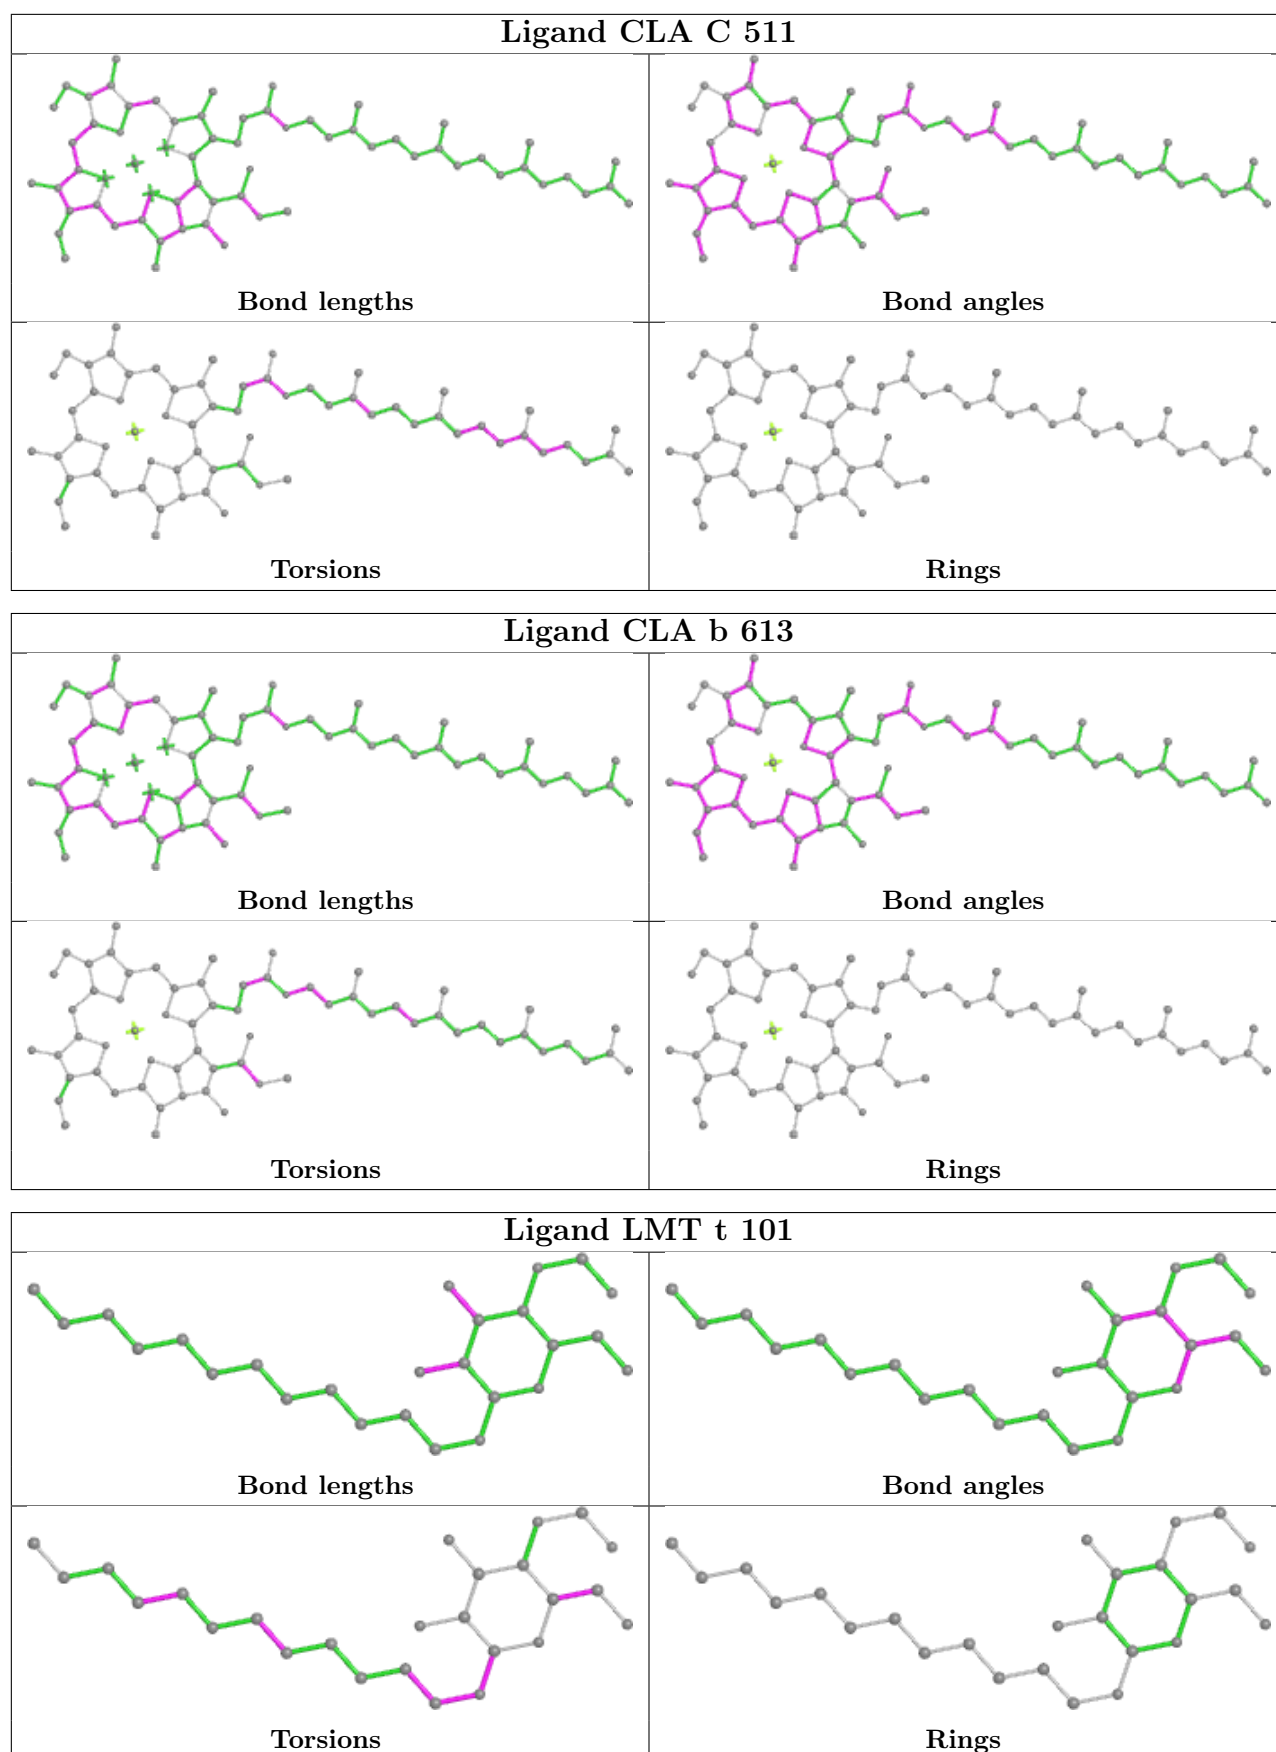 Ligand CLA C 511
Bond lengths
Bond angles
Torsions
Rings
Ligand CLA b 613
Bond lengths
Bond angles
Torsions
Rings
Ligand LMT t 101
Bond lengths
Bond angles
Torsions
Rings